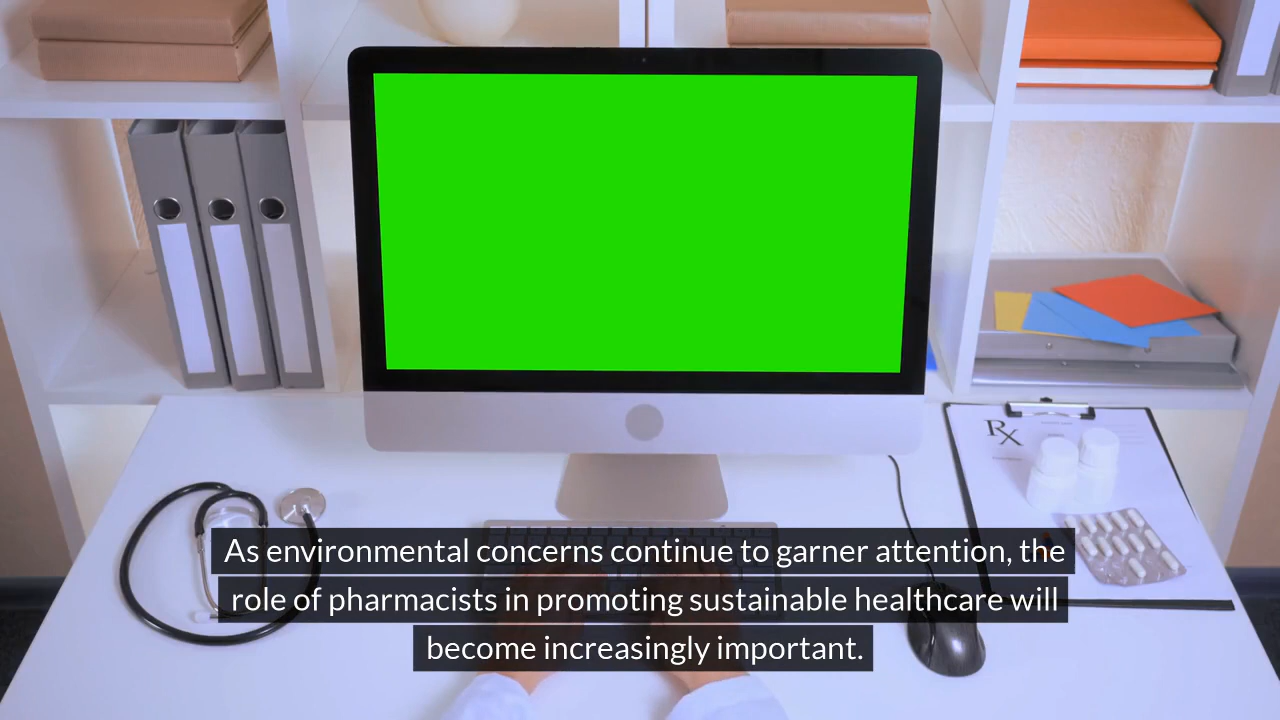 Rx
As environmental concerns continue to garner attention, the
role of pharmacists in promoting sustainable healthcare will
become increasingly important.